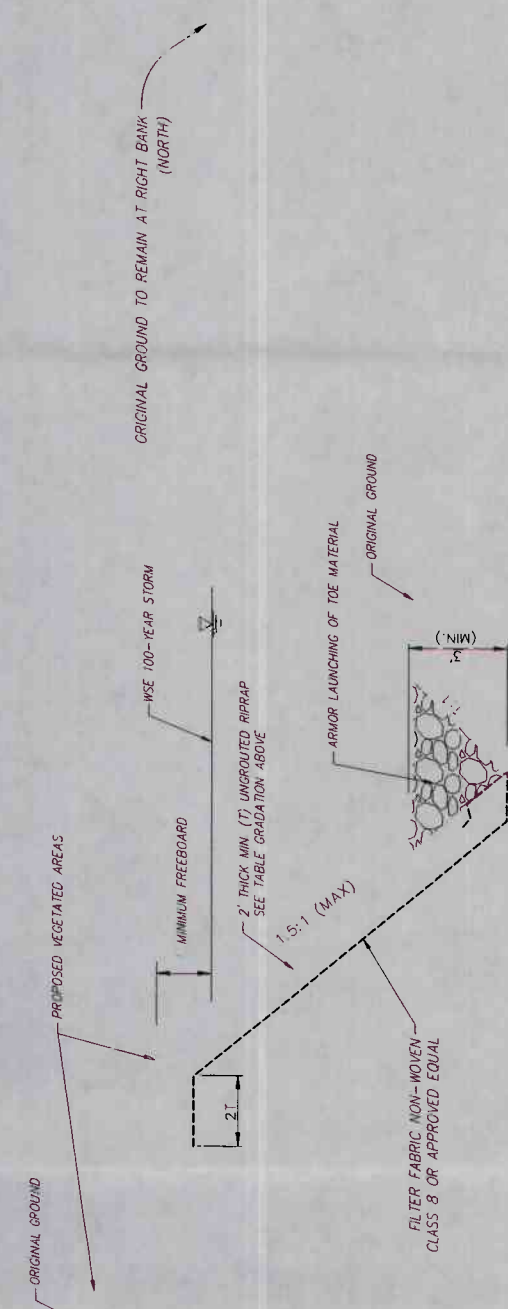 ORIGINAL GROUND
PROPOSED VEGETATED AREAS
MINIMUM FREEBOARD
WSE 100-YEAR STORM
ORIGINAL GROUND TO REMAIN AT RIGHT BANK
(NORTH)
2T
2' THICK MIN. (T) UNGROUTED RIPRAP
SEE TABLE GRADATION ABOVE
1.5:1 (MAX)
ARMOR LAUNCHING OF TOE MATERIAL
ORIGINAL GROUND
3'
(MIN.)
FILTER FABRIC NON-WOVEN
CLASS 8 OR APPROVED EQUAL